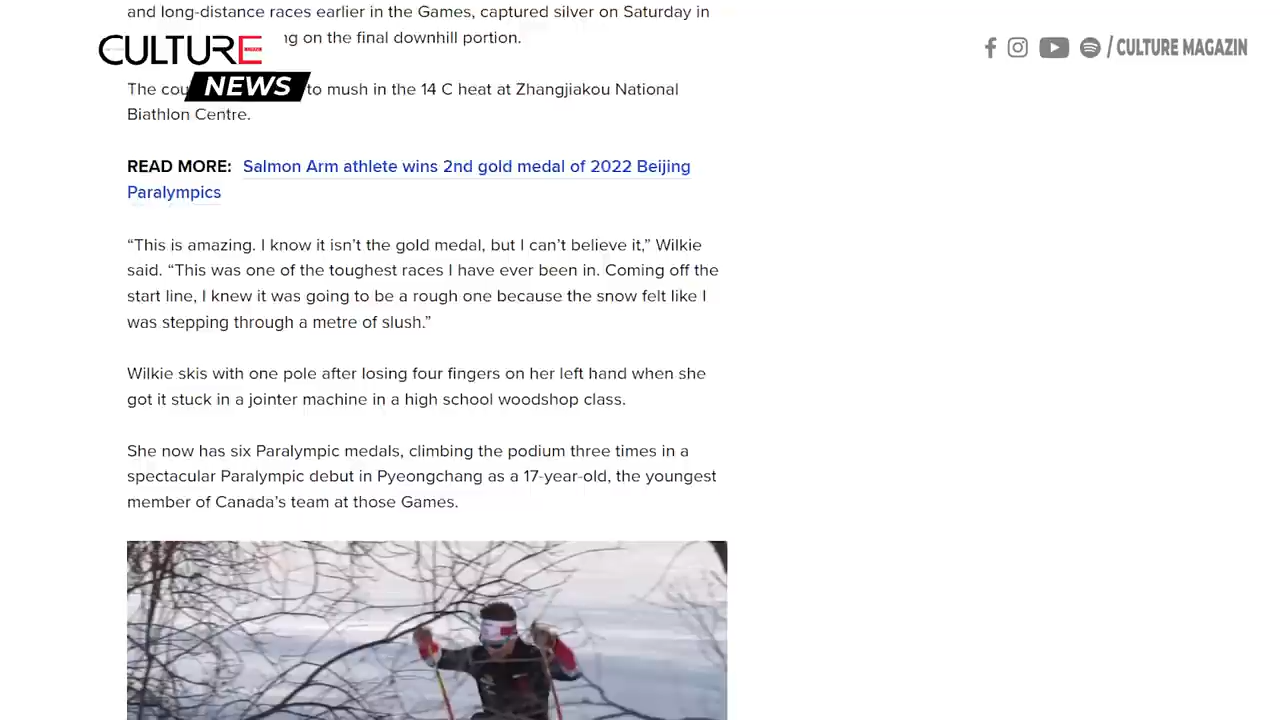 and long-distance races earlier in the Games, captured silver on Saturday in
CULTURE
ng on the final downhill portion.
/ CULTURE MAGAZIN
The cou
NEWS
to mush in the 14 C heat at Zhangjiakou National
Biathlon Centre.
READ MORE: Salmon Arm athlete wins 2nd gold medal of 2022 Beijing
Paralympics
“This is amazing. I know it isn’t the gold medal, but I can’t believe it,” Wilkie
said. “This was one of the toughest races I have ever been in. Coming off the
start line, I knew it was going to be a rough one because the snow felt like I
was stepping through a metre of slush.”
Wilkie skis with one pole after losing four fingers on her left hand when she
got it stuck in a jointer machine in a high school woodshop class.
She now has six Paralympic medals, climbing the podium three times in a
spectacular Paralympic debut in Pyeongchang as a 17-year-old, the youngest
member of Canada’s team at those Games.